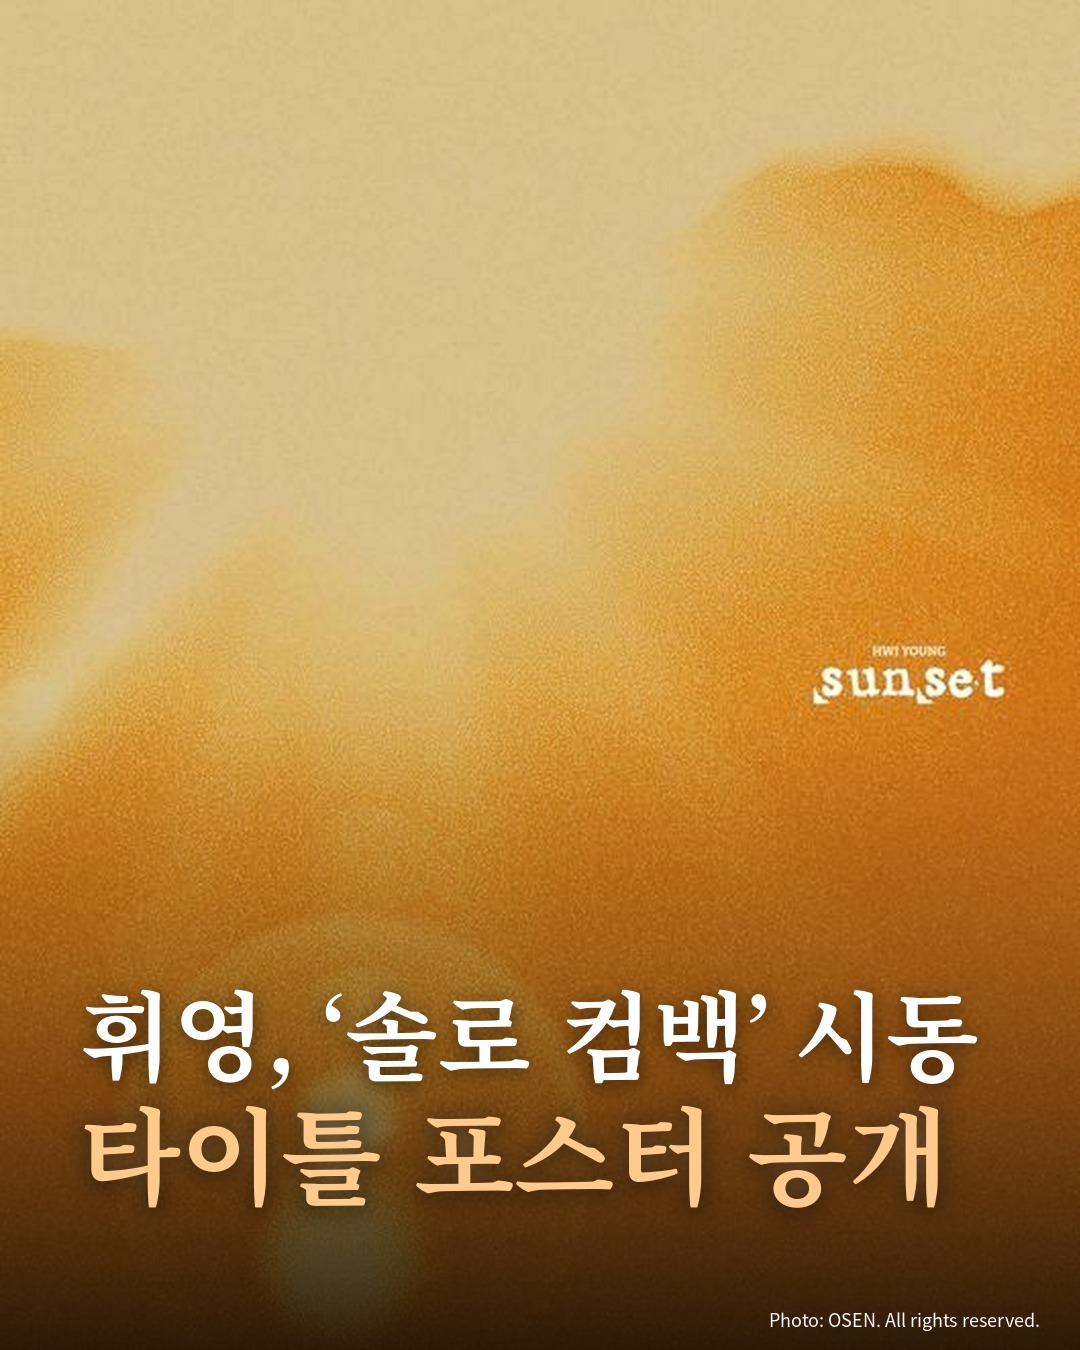 HWI YOUNG
sunset
휘영, ‘솔로 컴백’ 시동
타이틀 포스터 공개
Photo: OSEN. All rights reserved.